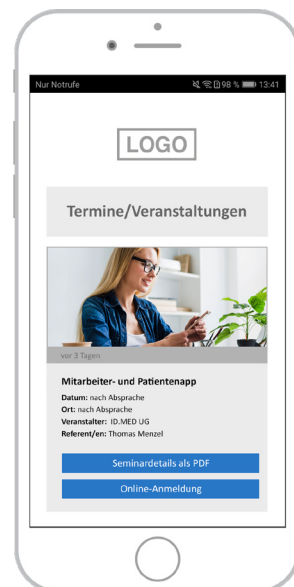 Nur Notrufe 98 % 13:41
LOGO
Termine/Veranstaltungen
vor 3 Tagen
Mitarbeiter- und Patientenapp
Datum: nach Absprache
Ort: nach Absprache
Veranstalter: ID.MED UG
Referent/en: Thomas Menzel
Seminardetails als PDF
Online-Anmeldung